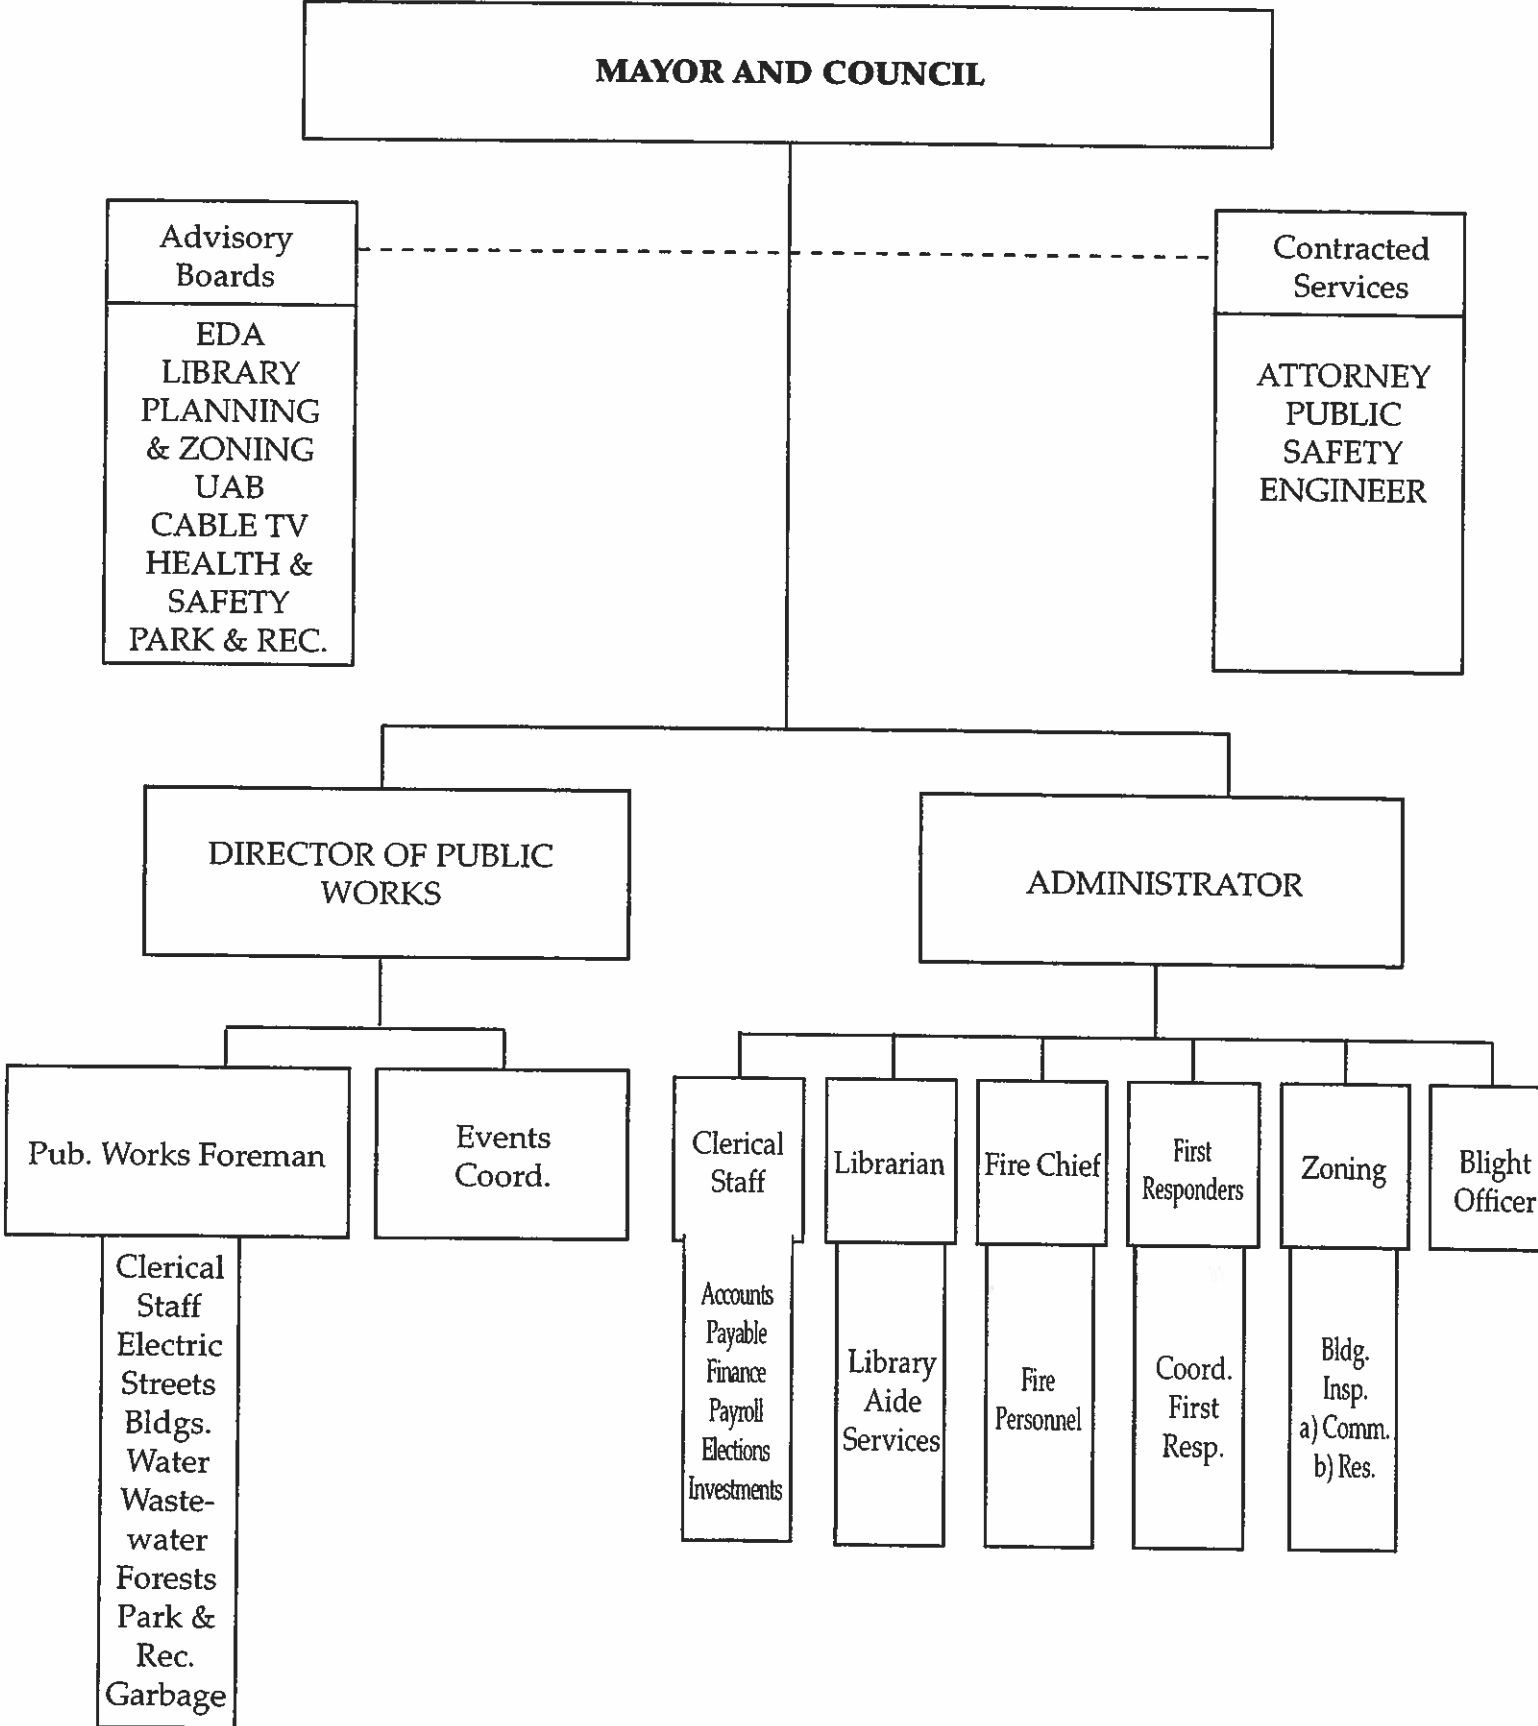 MAYOR AND COUNCIL
Advisory
Boards
EDA
LIBRARY
PLANNING
& ZONING
UAB
CABLE TV
HEALTH &
SAFETY
PARK & REC.
Contracted
Services
ATTORNEY
PUBLIC
SAFETY
ENGINEER
DIRECTOR OF PUBLIC
WORKS
ADMINISTRATOR
Pub. Works Foreman
Events
Coord.
Clerical
Staff
Librarian
Fire Chief
First
Responders
Zoning
Blight
Officer
Clerical
Staff
Electric
Streets
Bldgs.
Water
Waste-
water
Forests
Park &
Rec.
Garbage
Accounts
Payable
Finance
Payroll
Elections
Investments
Library
Aide
Services
Fire
Personnel
Coord.
First
Resp.
Bldg.
Insp.
a) Comm.
b) Res.